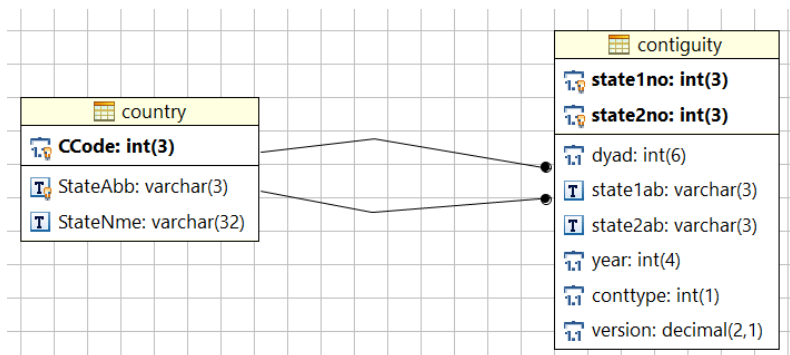 country
CCode: int(3)
StateAbb: varchar(3)
StateNme: varchar(32)
contiguity
state1no: int(3)
state2no: int(3)
dyad: int(6)
state1ab: varchar(3)
state2ab: varchar(3)
year: int(4)
conttype: int(1)
version: decimal(2,1)